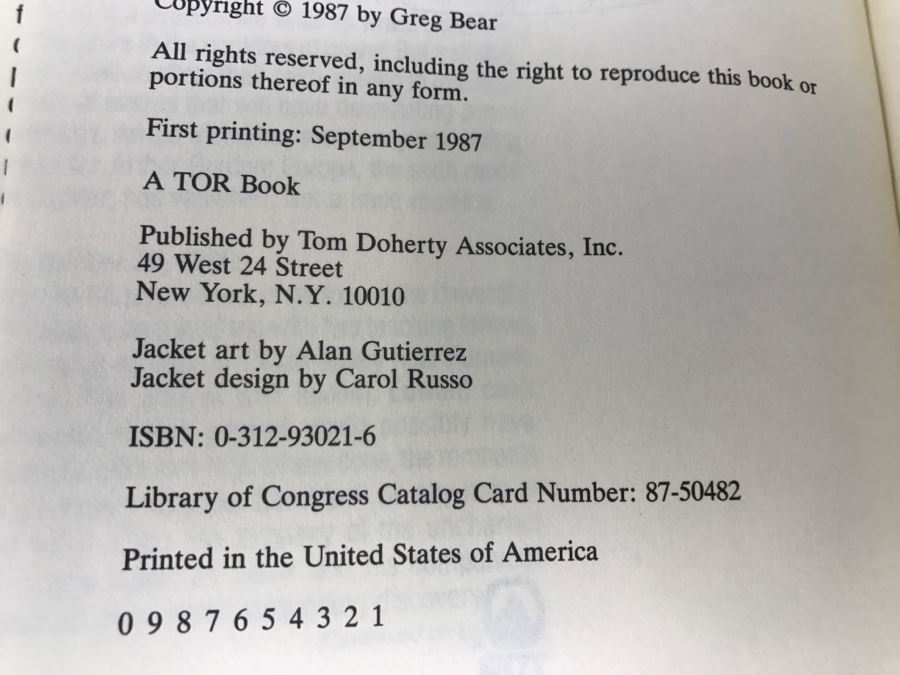 Copyright © 1987 by Greg Bear
All rights reserved, including the right to reproduce this book or
portions thereof in any form.
First printing: September 1987
A TOR Book
Published by Tom Doherty Associates, Inc.
49 West 24 Street
New York, N.Y. 10010
Jacket art by Alan Gutierrez
Jacket design by Carol Russo
ISBN: 0-312-93021-6
Library of Congress Catalog Card Number: 87-50482
Printed in the United States of America
0 9 8 7 6 5 4 3 2 1